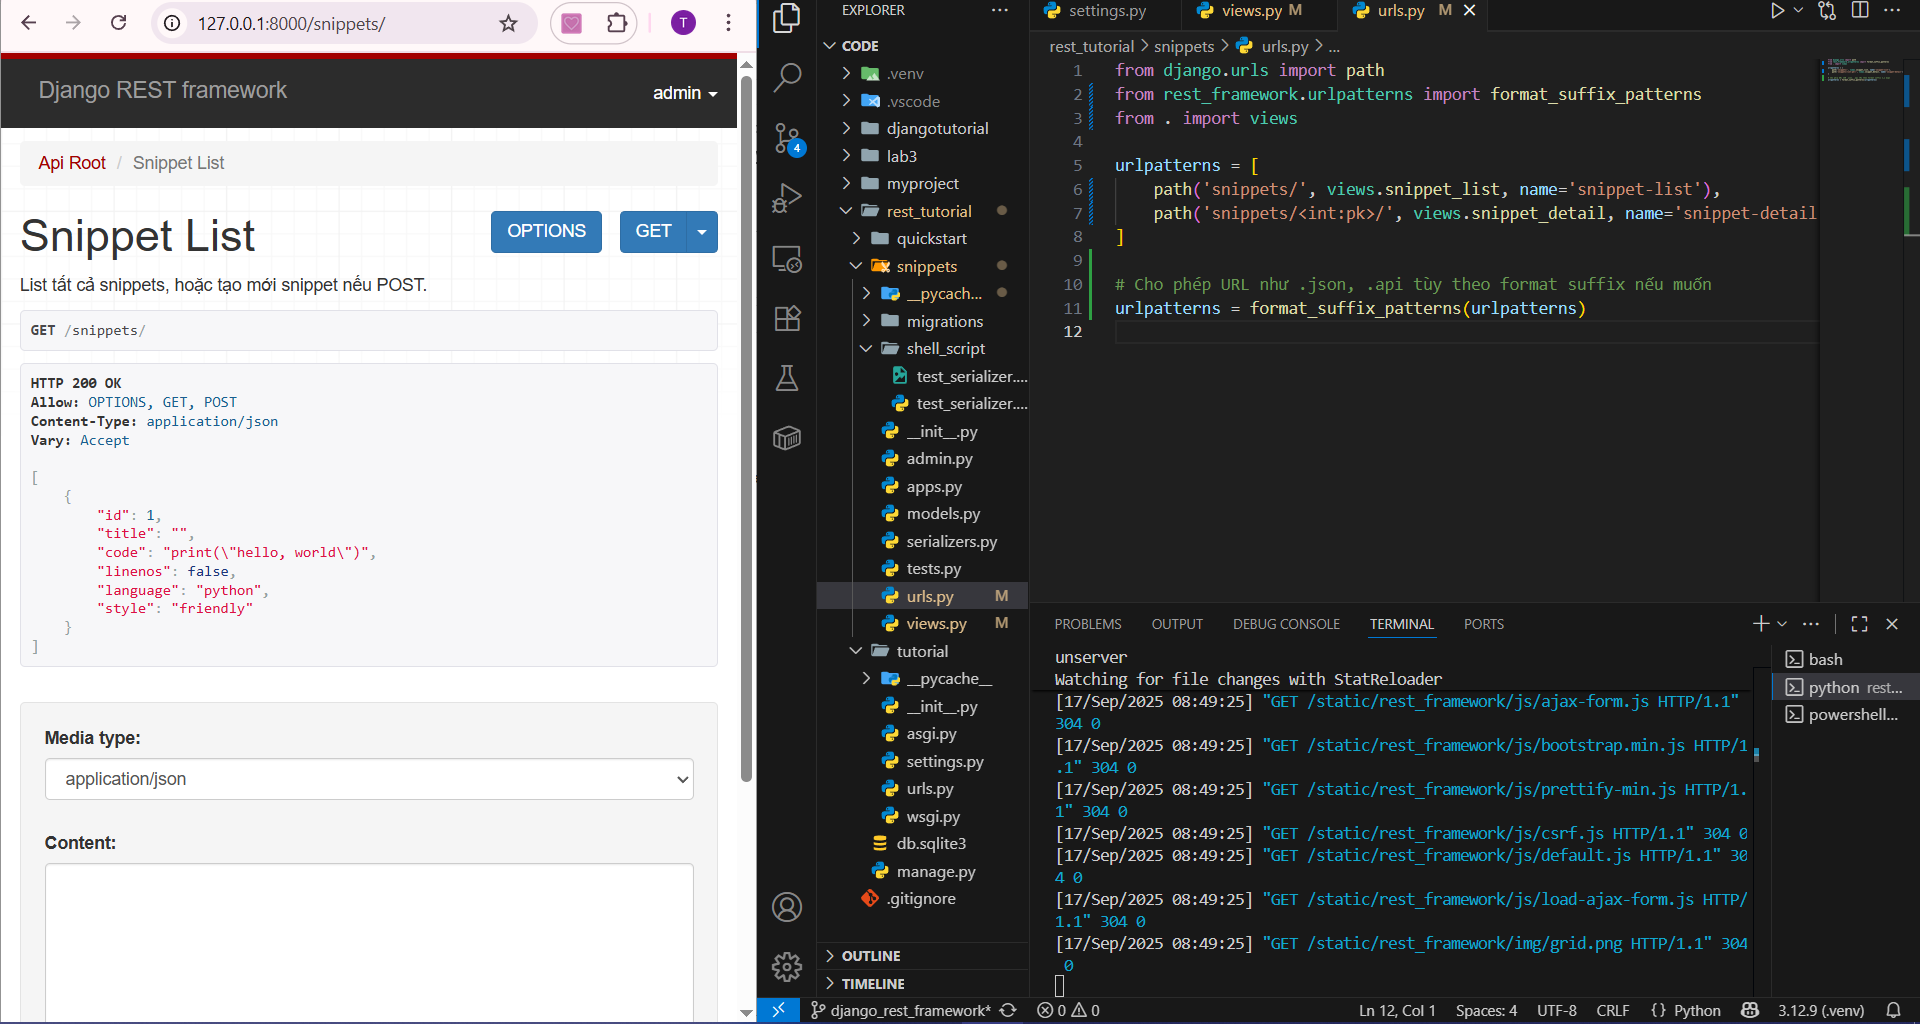 127.0.0.1:8000/snippets/
T
Django REST framework
admin
Api Root / Snippet List
Snippet List
OPTIONS
GET
List tất cả snippets, hoặc tạo mới snippet nếu POST.
GET /snippets/
HTTP 200 OK
Allow: OPTIONS, GET, POST
Content-Type: application/json
Vary: Accept
[
{
"id": 1,
"title": "",
"code": "print(\"hello, world\")",
"linenos": false,
"language": "python",
"style": "friendly"
}
]
Media type:
application/json
Content:
4
EXPLORER
CODE
.venv
.vscode
djangotutorial
lab3
myproject
rest_tutorial
quickstart
snippets
__pycach...
migrations
shell_script
test_serializer....
test_serializer....
__init__.py
admin.py
apps.py
models.py
serializers.py
tests.py
urls.py M
views.py M
tutorial
__pycache__
__init__.py
asgi.py
settings.py
urls.py
wsgi.py
db.sqlite3
manage.py
.gitignore
OUTLINE
TIMELINE
settings.py
views.py M
urls.py M
rest_tutorial > snippets > urls.py > ...
1 from django.urls import path
2 from rest_framework.urlpatterns import format_suffix_patterns
3 from . import views
4
5 urlpatterns = [
6 path('snippets/', views.snippet_list, name='snippet-list'),
7 path('snippets/<int:pk>/', views.snippet_detail, name='snippet-detail
8 ]
9
10 # Cho phép URL như .json, .api tùy theo format suffix nếu muốn
11 urlpatterns = format_suffix_patterns(urlpatterns)
12
PROBLEMS OUTPUT DEBUG CONSOLE TERMINAL PORTS
unserver
Watching for file changes with StatReloader
[17/Sep/2025 08:49:25] "GET /static/rest_framework/js/ajax-form.js HTTP/1.1"
304 0
[17/Sep/2025 08:49:25] "GET /static/rest_framework/js/bootstrap.min.js HTTP/1
.1" 304 0
[17/Sep/2025 08:49:25] "GET /static/rest_framework/js/prettify-min.js HTTP/1.
1" 304 0
[17/Sep/2025 08:49:25] "GET /static/rest_framework/js/csrf.js HTTP/1.1" 304 0
[17/Sep/2025 08:49:25] "GET /static/rest_framework/js/default.js HTTP/1.1" 30
4 0
[17/Sep/2025 08:49:25] "GET /static/rest_framework/js/load-ajax-form.js HTTP/
1.1" 304 0
[17/Sep/2025 08:49:25] "GET /static/rest_framework/img/grid.png HTTP/1.1" 304
0
bash
python rest...
powershell...
django_rest_framework*
0 0
Ln 12, Col 1
Spaces: 4
UTF-8
CRLF
{} Python
3.12.9 (.venv)